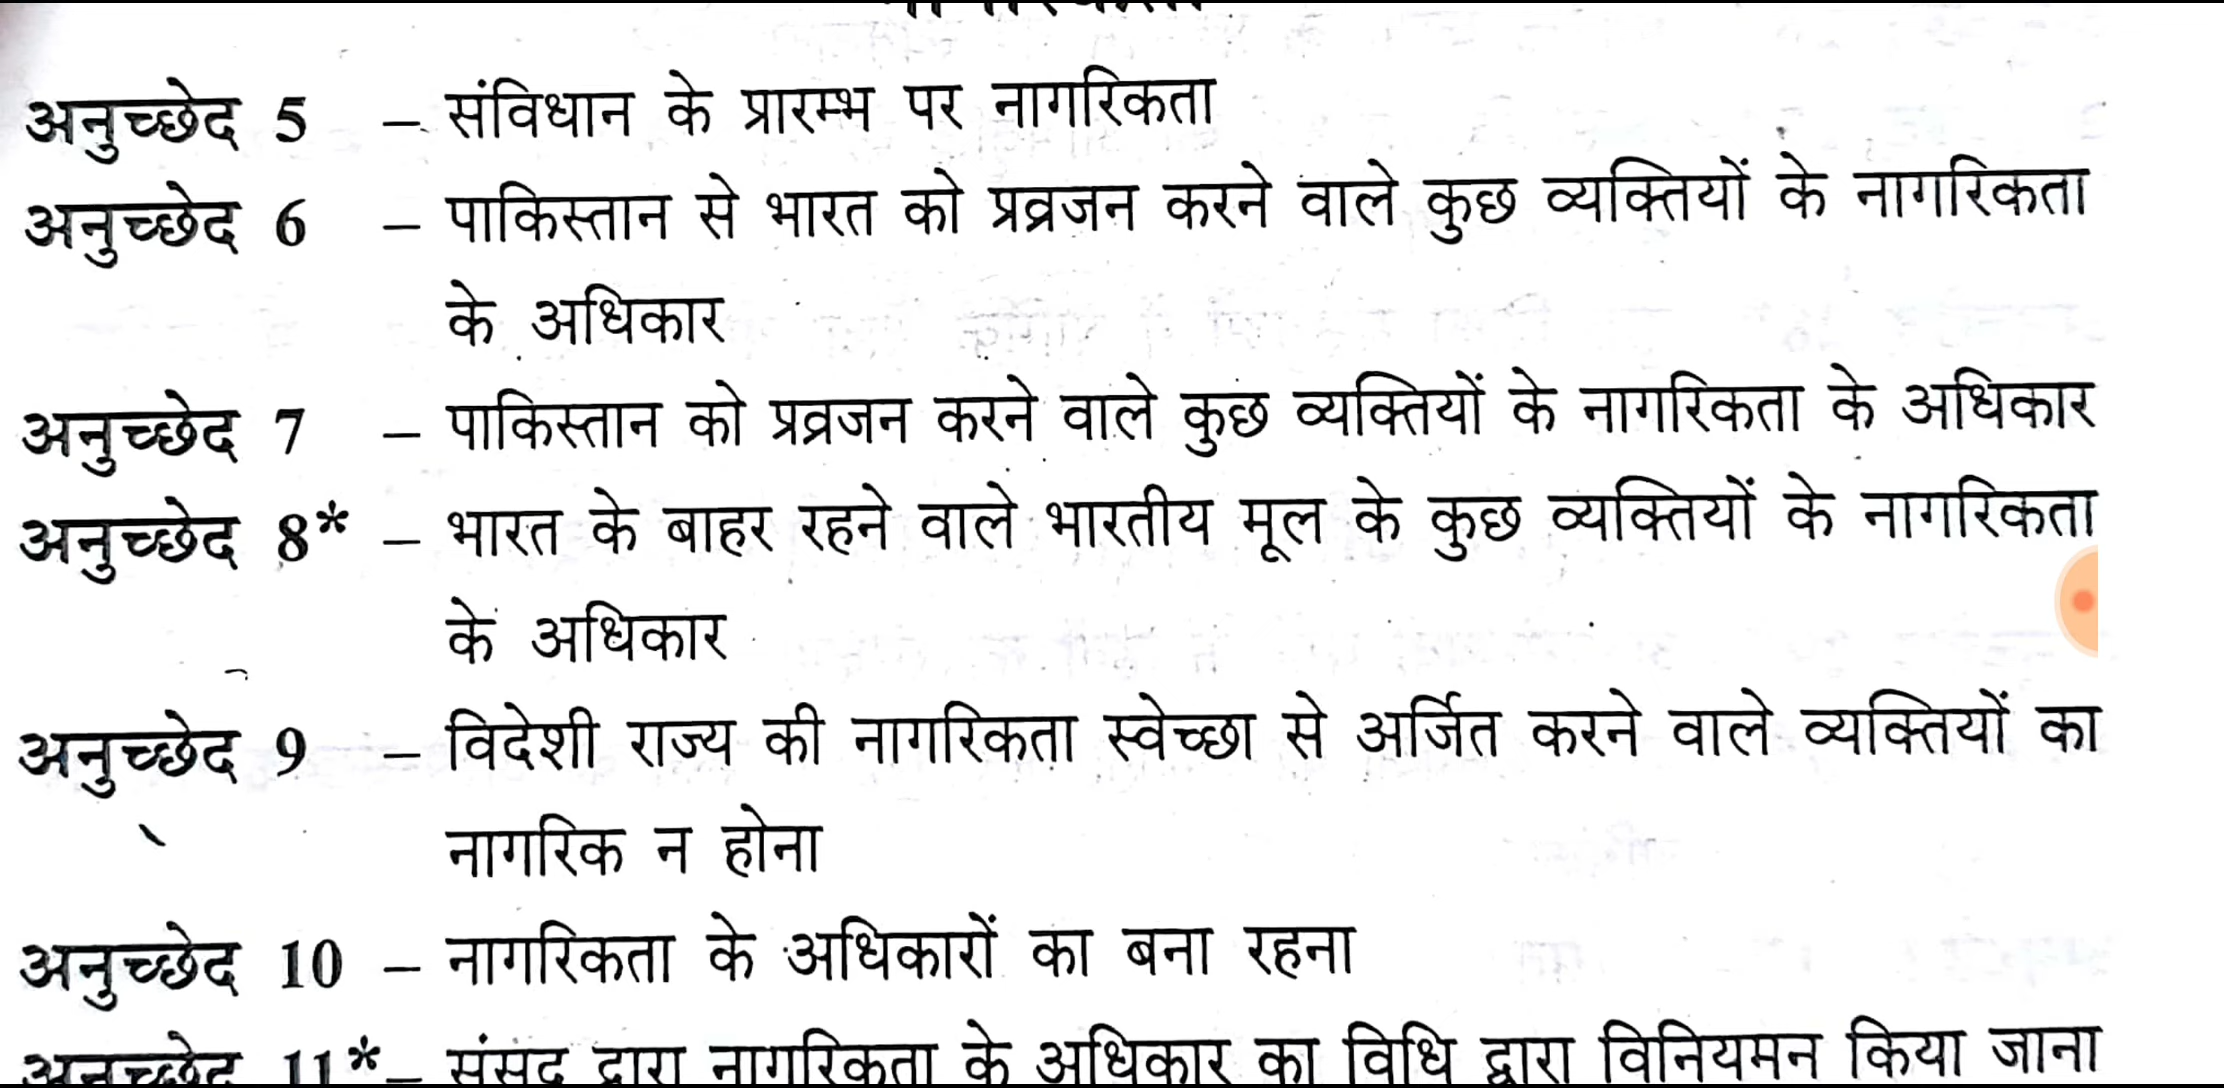 अनुच्छेद 5 – संविधान के प्रारम्भ पर नागरिकता
अनुच्छेद 6 – पाकिस्तान से भारत को प्रव्रजन करने वाले कुछ व्यक्तियों के नागरिकता
के अधिकार
अनुच्छेद 7 – पाकिस्तान को प्रव्रजन करने वाले कुछ व्यक्तियों के नागरिकता के अधिकार
अनुच्छेद 8* – भारत के बाहर रहने वाले भारतीय मूल के कुछ व्यक्तियों के नागरिकता
के अधिकार
अनुच्छेद 9 – विदेशी राज्य की नागरिकता स्वेच्छा से अर्जित करने वाले व्यक्तियों का
नागरिक न होना
अनुच्छेद 10 – नागरिकता के अधिकारों का बना रहना
अनुच्छेद 11* – संसद द्वारा नागरिकता के अधिकार का विधि द्वारा विनियमन किया जाना